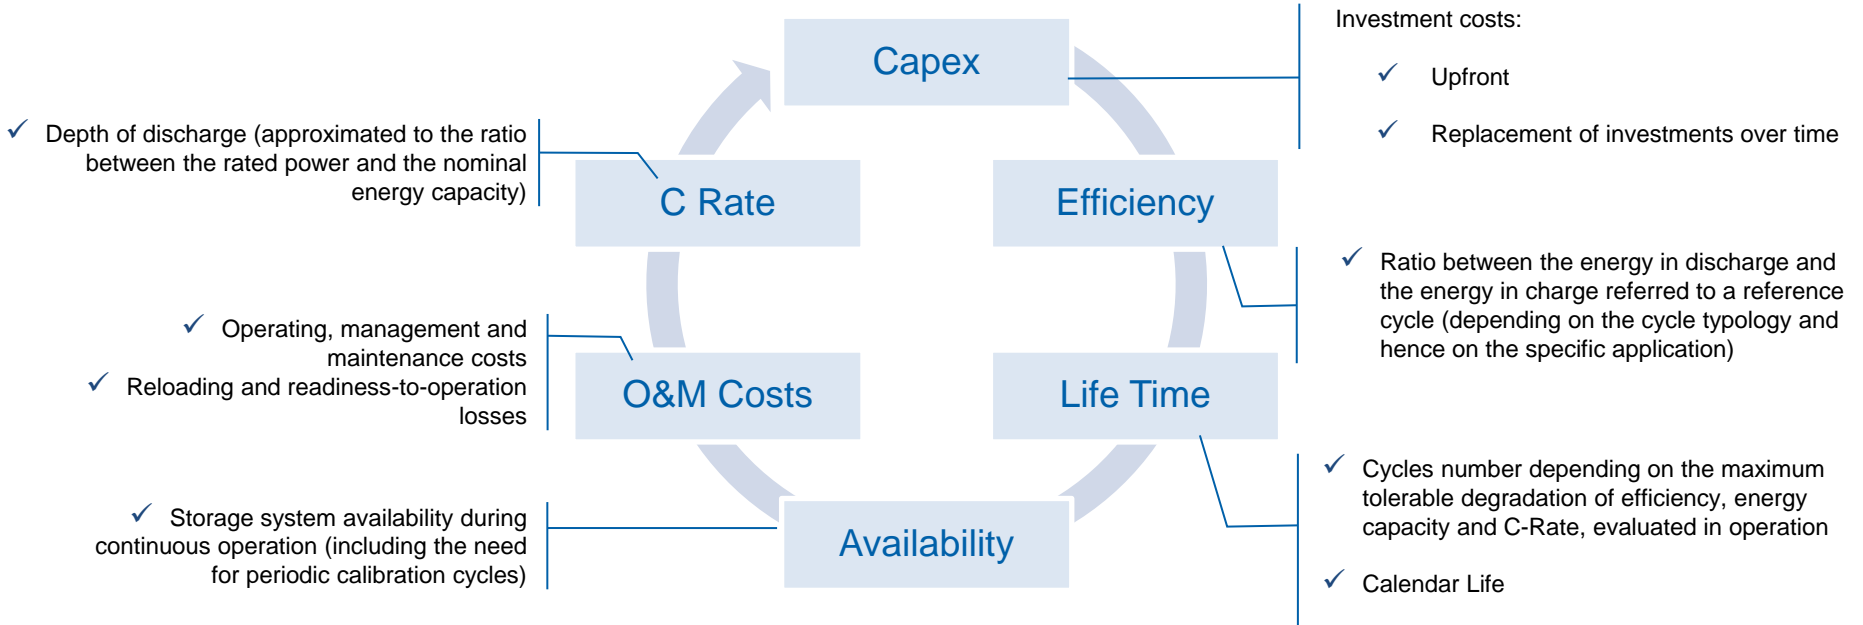 Capex
Investment costs:
✓ Upfront
✓ Replacement of investments over time
Efficiency
✓ Ratio between the energy in discharge and
the energy in charge referred to a reference
cycle (depending on the cycle typology and
hence on the specific application)
Life Time
✓ Cycles number depending on the maximum
tolerable degradation of efficiency, energy
capacity and C-Rate, evaluated in operation
✓ Calendar Life
Availability
✓ Storage system availability during
continuous operation (including the need
for periodic calibration cycles)
O&M Costs
✓ Operating, management and
maintenance costs
✓ Reloading and readiness-to-operation
losses
C Rate
✓ Depth of discharge (approximated to the ratio
between the rated power and the nominal
energy capacity)